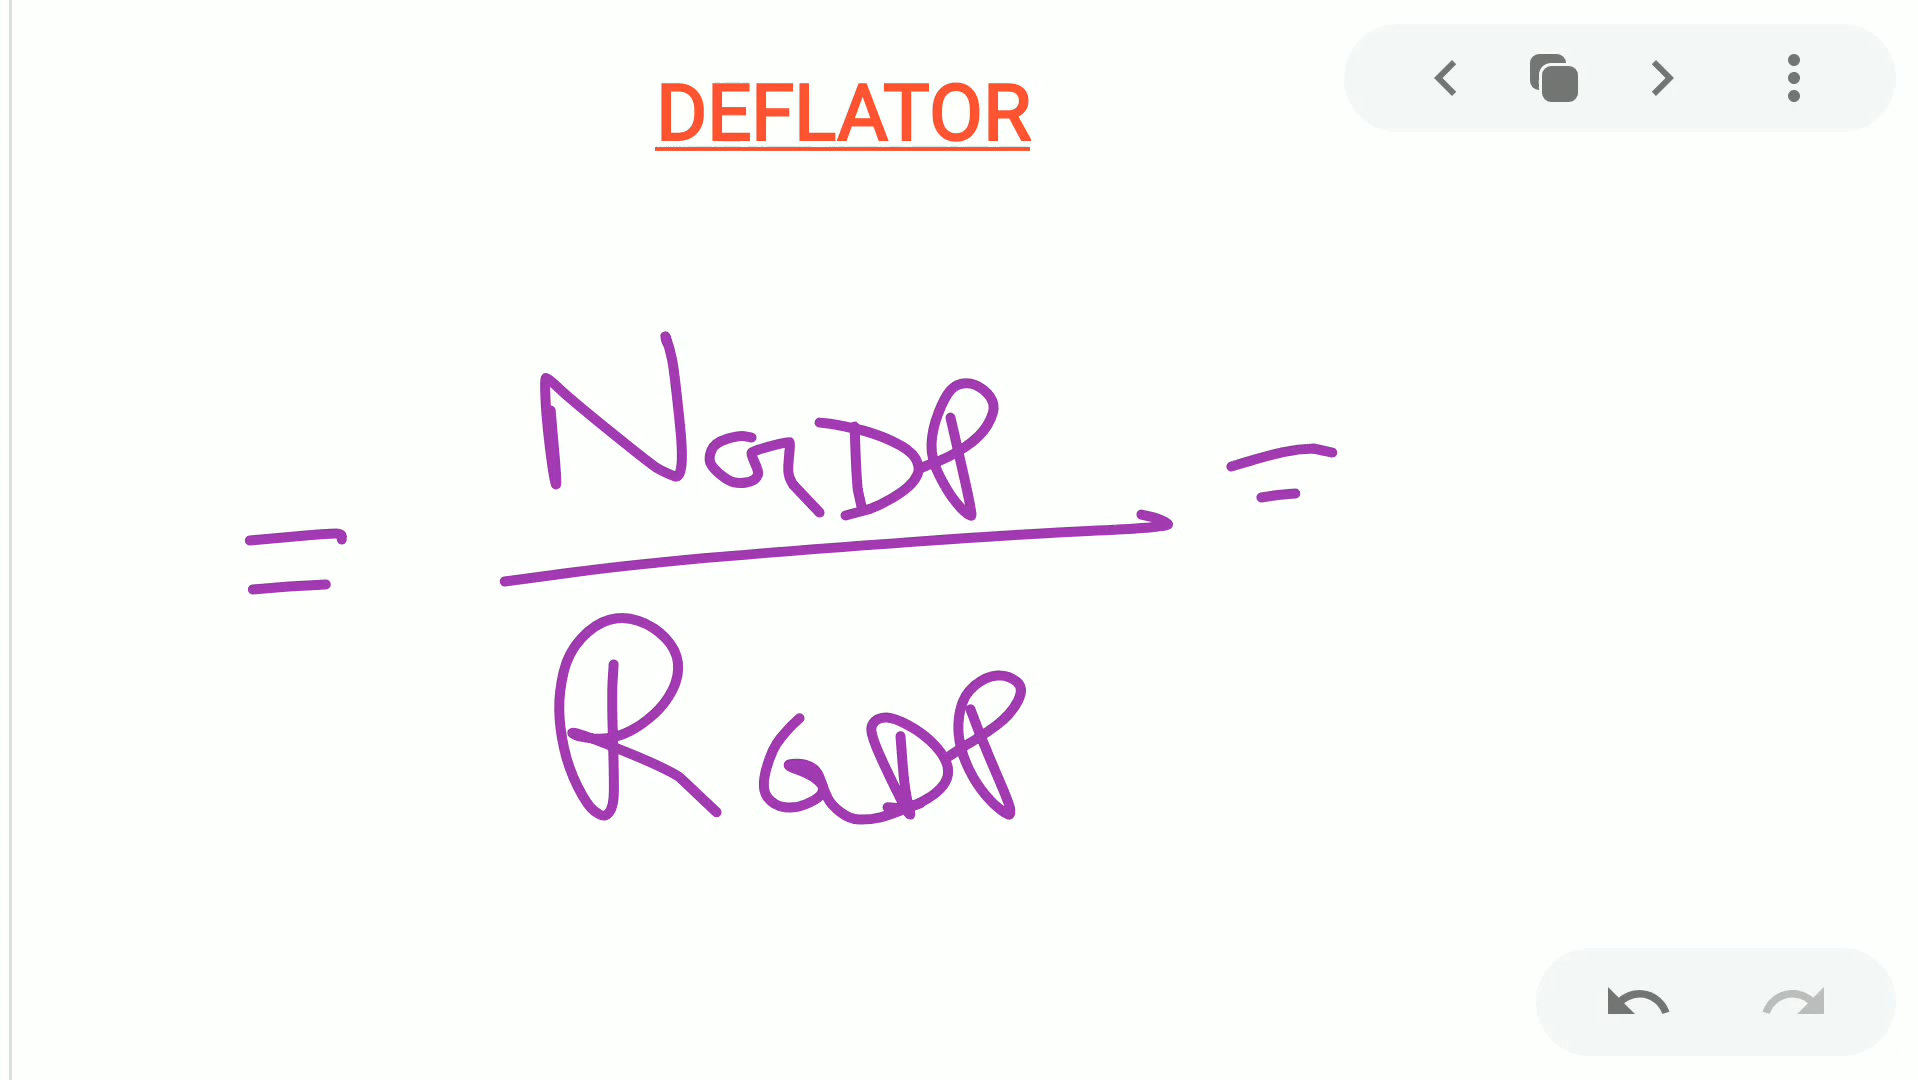 DEFLATOR
= NGDP =
RGDP